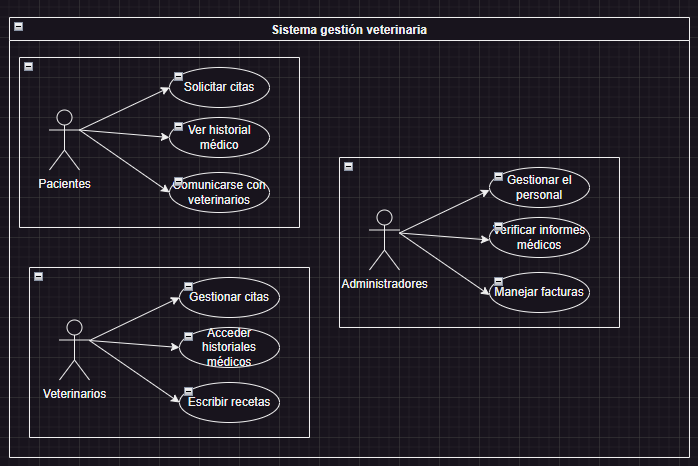 Sistema gestión veterinaria
Solicitar citas
Ver historial
médico
Comunicarse con
veterinarios
Pacientes
Gestionar el
personal
Verificar informes
médicos
Manejar facturas
Administradores
Gestionar citas
Acceder
historiales
médicos
Escribir recetas
Veterinarios